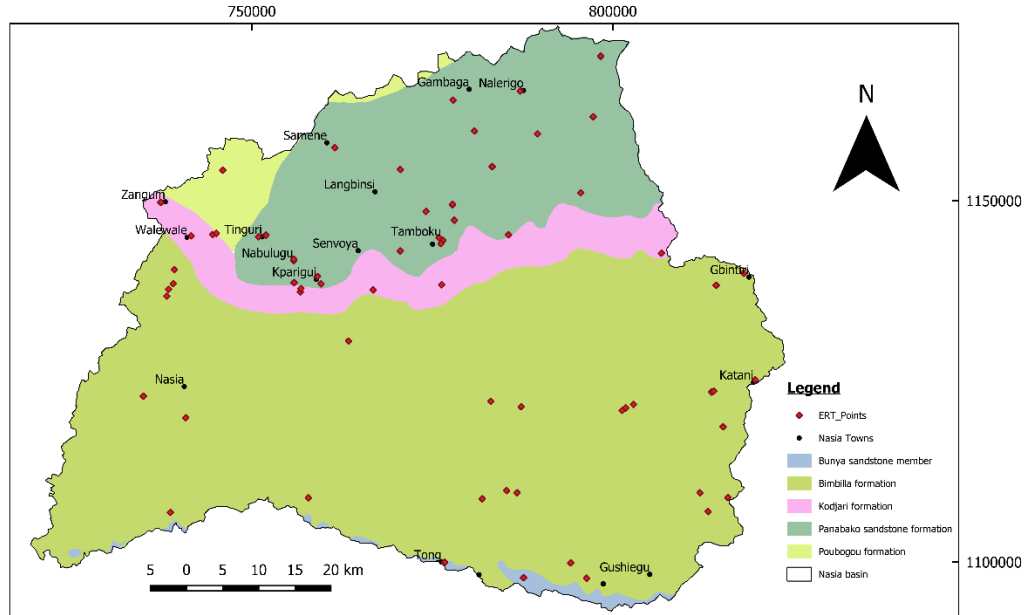 750000
800000
N
Gambaga
Nalerigo
Samene
Langbinsi
Zangum
1150000
Walewale
Tinguri
Senvoya
Tamboku
Nabulugu
Kparigui
Gbintiri
Nasia
Katani
Legend
ERT_Points
Nasia Towns
Bunya sandstone member
Bimbilla formation
Kodjari formation
Panabako sandstone formation
Poubogou formation
Nasia basin
Tong
Gushiegu
1100000
5 0 5 10 15 20 km